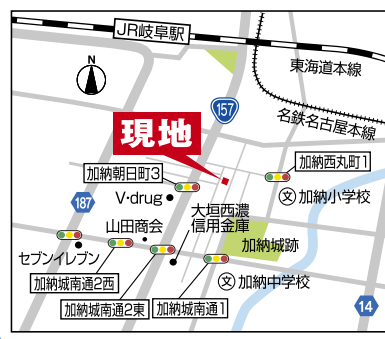 JR岐阜駅
N
東海道本線
157
名鉄名古屋本線
現地
加納西丸町1
加納朝日町3
V・drug
加納小学校
文
187
大垣西濃
信用金庫
山田商会
加納城跡
セブンイレブン
加納城南通2西
加納中学校
文
加納城南通2東
加納城南通1
14